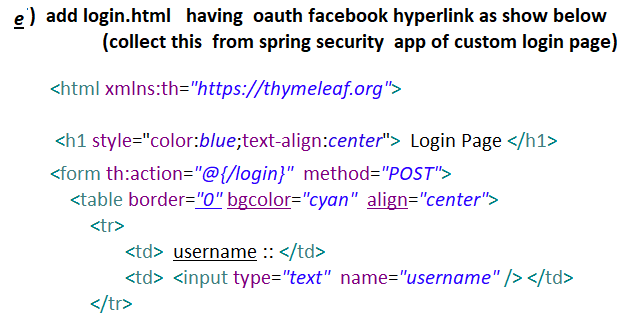 e) add login.html having oauth facebook hyperlink as show below
(collect this from spring security app of custom login page)
<html xmlns:th="https://thymeleaf.org">
<h1 style="color:blue;text-align:center"> Login Page </h1>
<form th:action="@{/login}" method="POST">
<table border="0" bgcolor="cyan" align="center">
<tr>
<td> username :: </td>
<td> <input type="text" name="username" /> </td>
</tr>